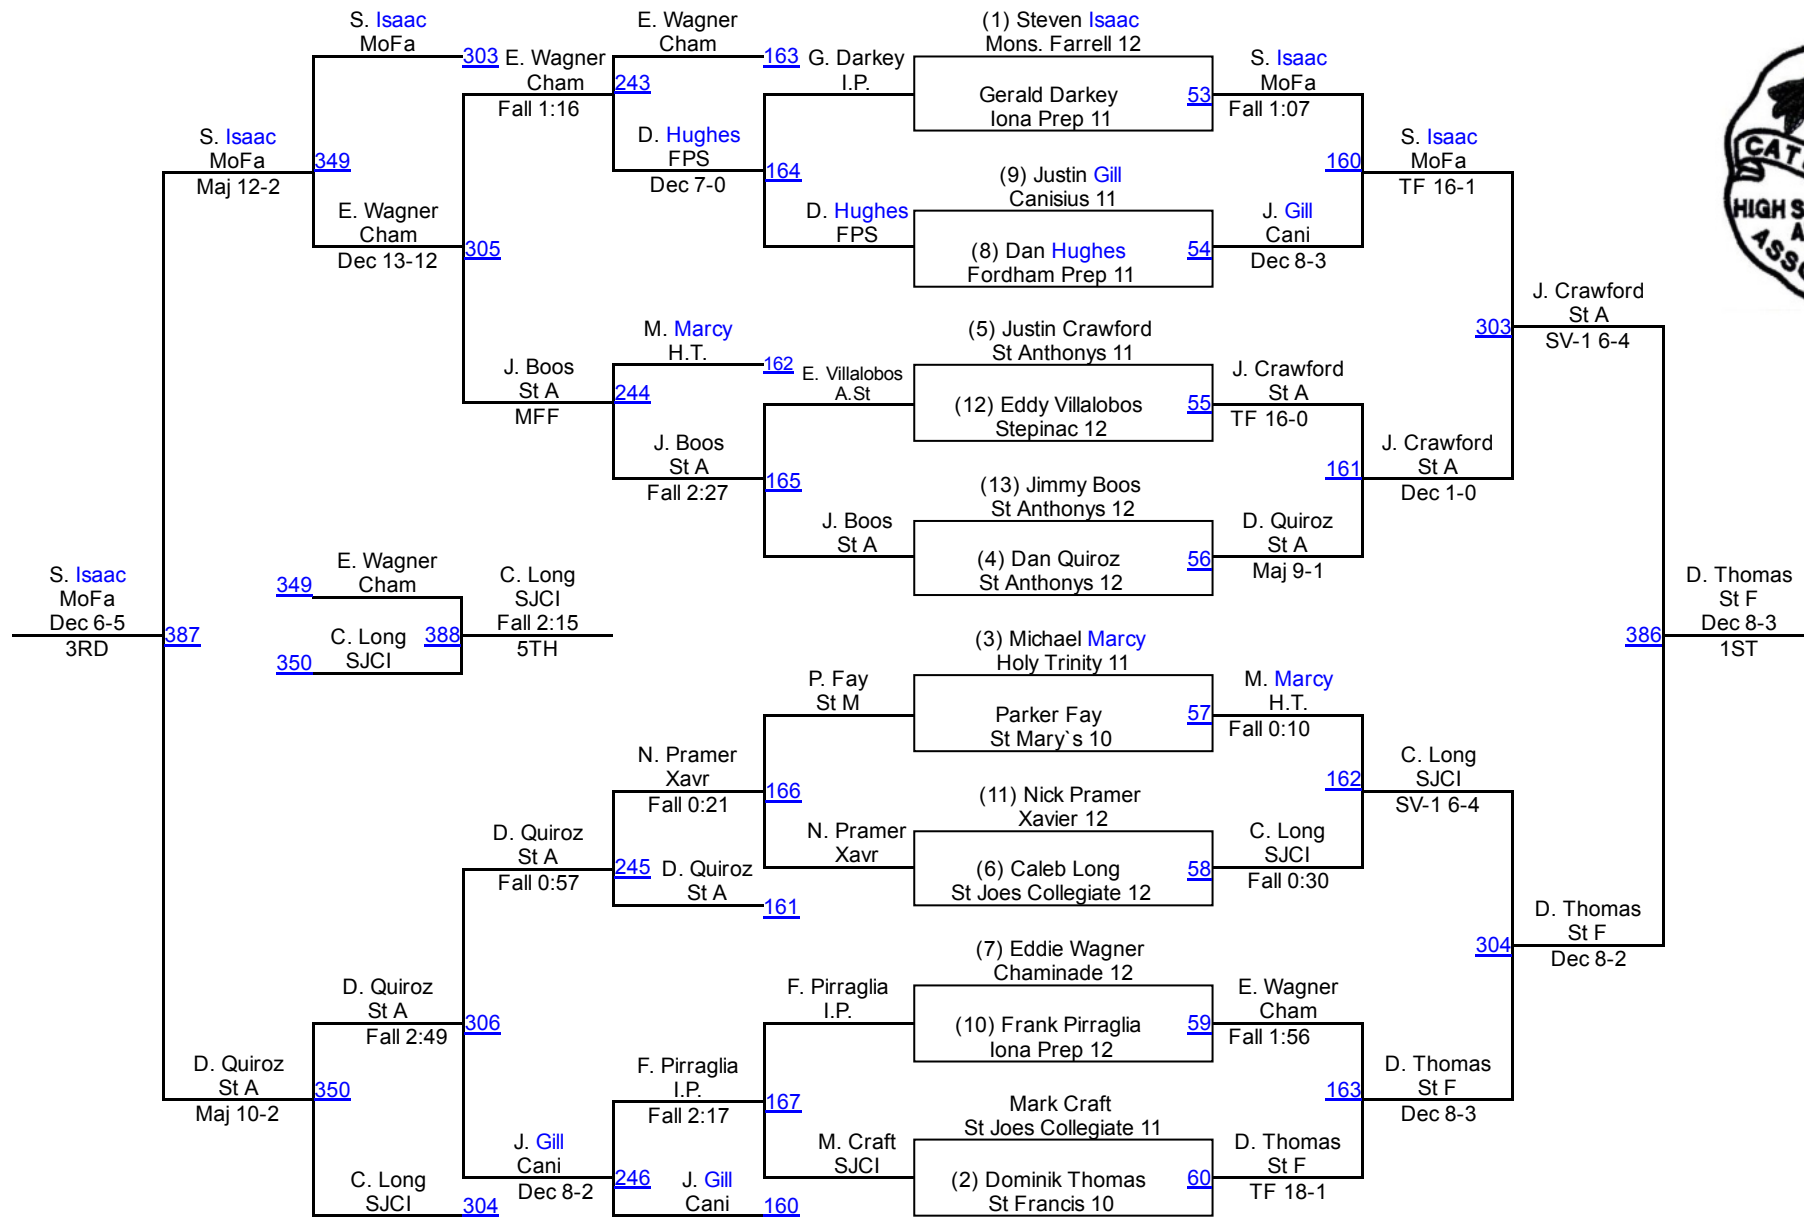 S. Isaac
MoFa
303
E. Wagner
Cham
Fall 1:16
243
E. Wagner
Cham
163
G. Darkey
I.P.
(1) Steven Isaac
Mons. Farrell 12
Gerald Darkey
Iona Prep 11
53
S. Isaac
MoFa
Fall 1:07
S. Isaac
MoFa
Maj 12-2
349
D. Hughes
FPS
Dec 7-0
164
160
S. Isaac
MoFa
TF 16-1
CAT
HIGH S
A
ASSO
E. Wagner
Cham
Dec 13-12
305
D. Hughes
FPS
(9) Justin Gill
Canisius 11
(8) Dan Hughes
Fordham Prep 11
54
J. Gill
Cani
Dec 8-3
303
J. Crawford
St A
SV-1 6-4
J. Boos
St A
MFF
244
M. Marcy
H.T.
162
E. Villalobos
A.St
(5) Justin Crawford
St Anthonys 11
(12) Eddy Villalobos
Stepinac 12
55
J. Crawford
St A
TF 16-0
J. Boos
St A
Fall 2:27
165
161
J. Crawford
St A
Dec 1-0
J. Boos
St A
(13) Jimmy Boos
St Anthonys 12
(4) Dan Quiroz
St Anthonys 12
56
D. Quiroz
St A
Maj 9-1
S. Isaac
MoFa
Dec 6-5
3RD
387
349
E. Wagner
Cham
350
C. Long
SJCI
388
C. Long
SJCI
Fall 2:15
5TH
386
D. Thomas
St F
Dec 8-3
1ST
P. Fay
St M
(3) Michael Marcy
Holy Trinity 11
Parker Fay
St Mary`s 10
57
M. Marcy
H.T.
Fall 0:10
N. Pramer
Xavr
Fall 0:21
166
162
C. Long
SJCI
SV-1 6-4
D. Quiroz
St A
Fall 0:57
245
D. Quiroz
St A
161
N. Pramer
Xavr
(11) Nick Pramer
Xavier 12
(6) Caleb Long
St Joes Collegiate 12
58
C. Long
SJCI
Fall 0:30
304
D. Thomas
St F
Dec 8-2
D. Quiroz
St A
Fall 2:49
306
F. Pirraglia
I.P.
(7) Eddie Wagner
Chaminade 12
(10) Frank Pirraglia
Iona Prep 12
59
E. Wagner
Cham
Fall 1:56
D. Quiroz
St A
Maj 10-2
350
F. Pirraglia
I.P.
Fall 2:17
167
163
D. Thomas
St F
Dec 8-3
C. Long
SJCI
304
J. Gill
Cani
Dec 8-2
246
J. Gill
Cani
160
M. Craft
SJCI
Mark Craft
St Joes Collegiate 11
(2) Dominik Thomas
St Francis 10
60
D. Thomas
St F
TF 18-1